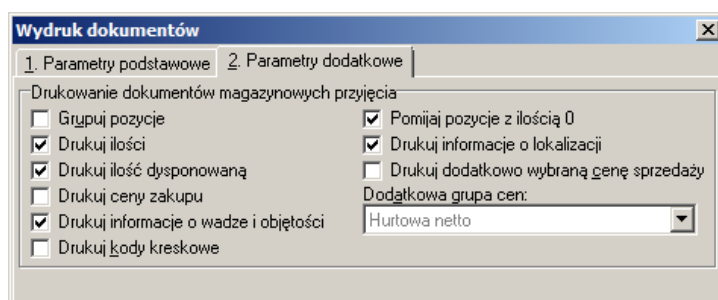 Wydruk dokumentów
1. Parametry podstawowe
2. Parametry dodatkowe
Drukowanie dokumentów magazynowych przyjęcia
Grupuj pozycje
Drukuj ilości
Drukuj ilość dysponowaną
Drukuj ceny zakupu
Drukuj informacje o wadze i objętości
Drukuj kody kreskowe
Pomijaj pozycje z ilością 0
Drukuj informacje o lokalizacji
Drukuj dodatkowo wybraną cenę sprzedaży
Dodatkowa grupa cen:
Hurtowa netto